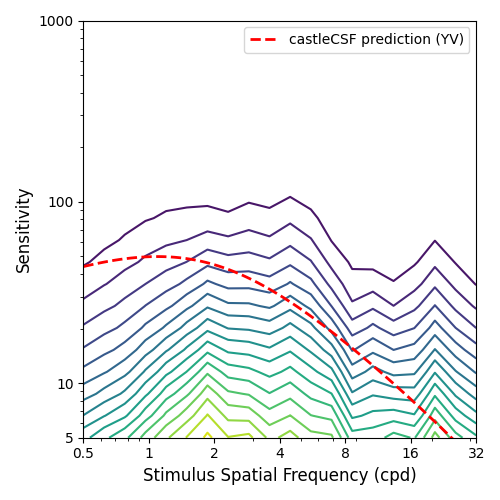 1000
castleCSF prediction (YV)
100
Sensitivity
10
5
0.5 1 2 4 8 16 32
Stimulus Spatial Frequency (cpd)